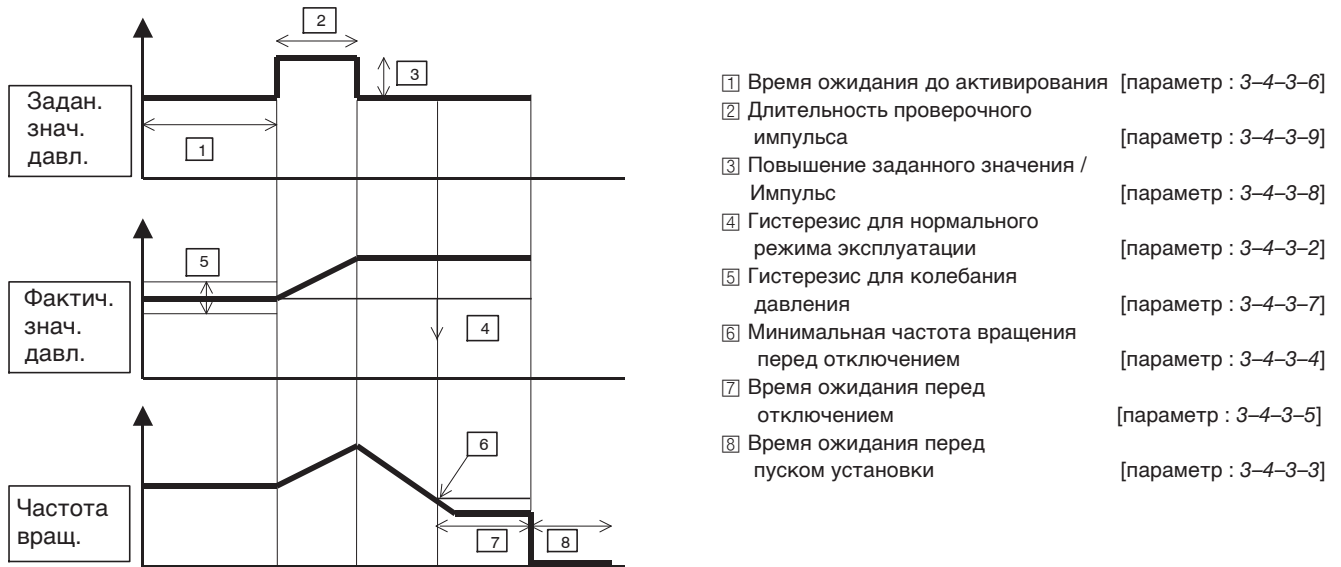 2
3
Задан.
знач.
давл.
1
5
Фактич.
знач.
давл.
4
6
Частота
вращ.
7
8
1 Время ожидания до активирования [параметр : 3–4–3–6]
2 Длительность проверочного
импульса [параметр : 3–4–3–9]
3 Повышение заданного значения /
Импульс [параметр : 3–4–3–8]
4 Гистерезис для нормального
режима эксплуатации [параметр : 3–4–3–2]
5 Гистерезис для колебания
давления [параметр : 3–4–3–7]
6 Минимальная частота вращения
перед отключением [параметр : 3–4–3–4]
7 Время ожидания перед
отключением [параметр : 3–4–3–5]
8 Время ожидания перед
пуском установки [параметр : 3–4–3–3]